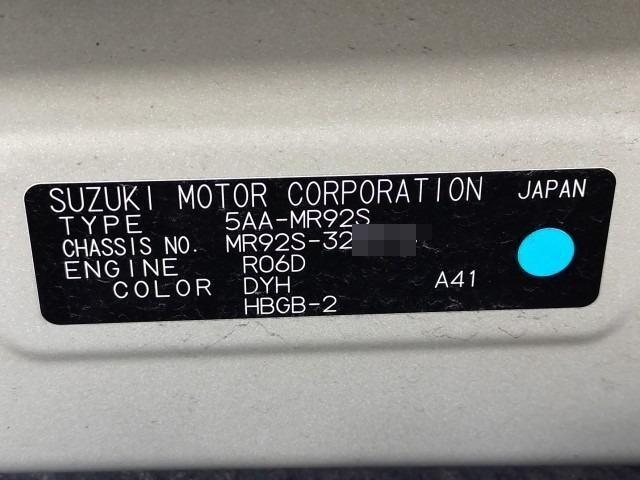 SUZUKI MOTOR CORPORATION JAPAN
TYPE 5AA-MR92S
CHASSIS NO. MR92S-32
ENGINE R06D
COLOR DYH A41
HBGB-2